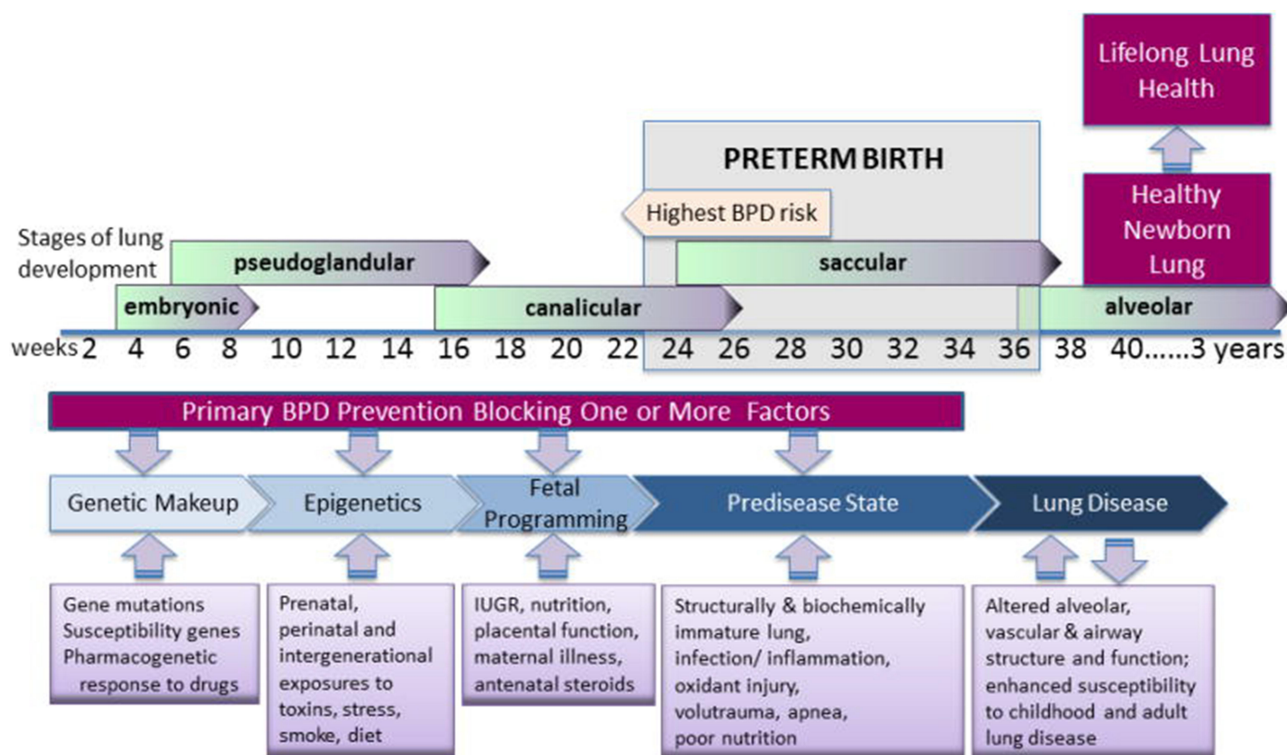 Lifelong Lung
Health
PRETERM BIRTH
Highest BPD risk
Healthy
Newborn
Lung
Stages of lung
development
pseudoglandular
saccular
embryonic
canalicular
alveolar
weeks 2 4 6 8 10 12 14 16 18 20 22 24 26 28 30 32 34 36 38 40......3 years
Primary BPD Prevention Blocking One or More Factors
Genetic Makeup
Epigenetics
Fetal
Programming
Predisease State
Lung Disease
Gene mutations
Susceptibility genes
Pharmacogenetic
response to drugs
Prenatal,
perinatal and
intergenerational
exposures to
toxins, stress,
smoke, diet
IUGR, nutrition,
placental function,
maternal illness,
antenatal steroids
Structurally & biochemically
immature lung,
infection/ inflammation,
oxidant injury,
volutrauma, apnea,
poor nutrition
Altered alveolar,
vascular & airway
structure and function;
enhanced susceptibility
to childhood and adult
lung disease